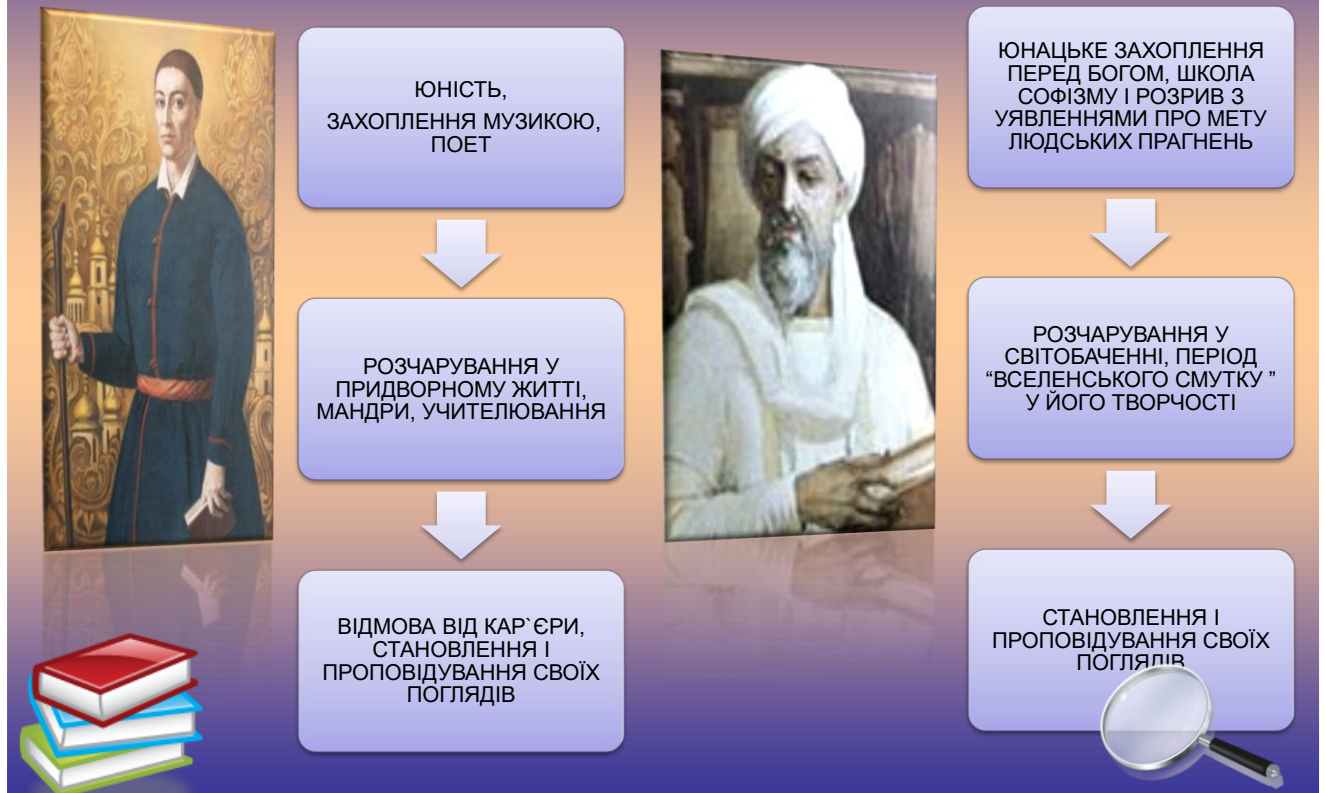 ЮНІСТЬ,
ЗАХОПЛЕННЯ МУЗИКОЮ,
ПОЕТ
РОЗЧАРУВАННЯ У
ПРИДВОРНОМУ ЖИТТІ,
МАНДРИ, УЧИТЕЛЮВАННЯ
ВІДМОВА ВІД КАР`ЄРИ,
СТАНОВЛЕННЯ І
ПРОПОВІДУВАННЯ СВОЇХ
ПОГЛЯДІВ
ЮНАЦЬКЕ ЗАХОПЛЕННЯ
ПЕРЕД БОГОМ, ШКОЛА
СОФІЗМУ І РОЗРИВ З
УЯВЛЕННЯМИ ПРО МЕТУ
ЛЮДСЬКИХ ПРАГНЕНЬ
РОЗЧАРУВАННЯ У
СВІТОБАЧЕННІ, ПЕРІОД
“ВСЕЛЕНСЬКОГО СМУТКУ ”
У ЙОГО ТВОРЧОСТІ
СТАНОВЛЕННЯ І
ПРОПОВІДУВАННЯ СВОЇХ
ПОГЛЯДІВ